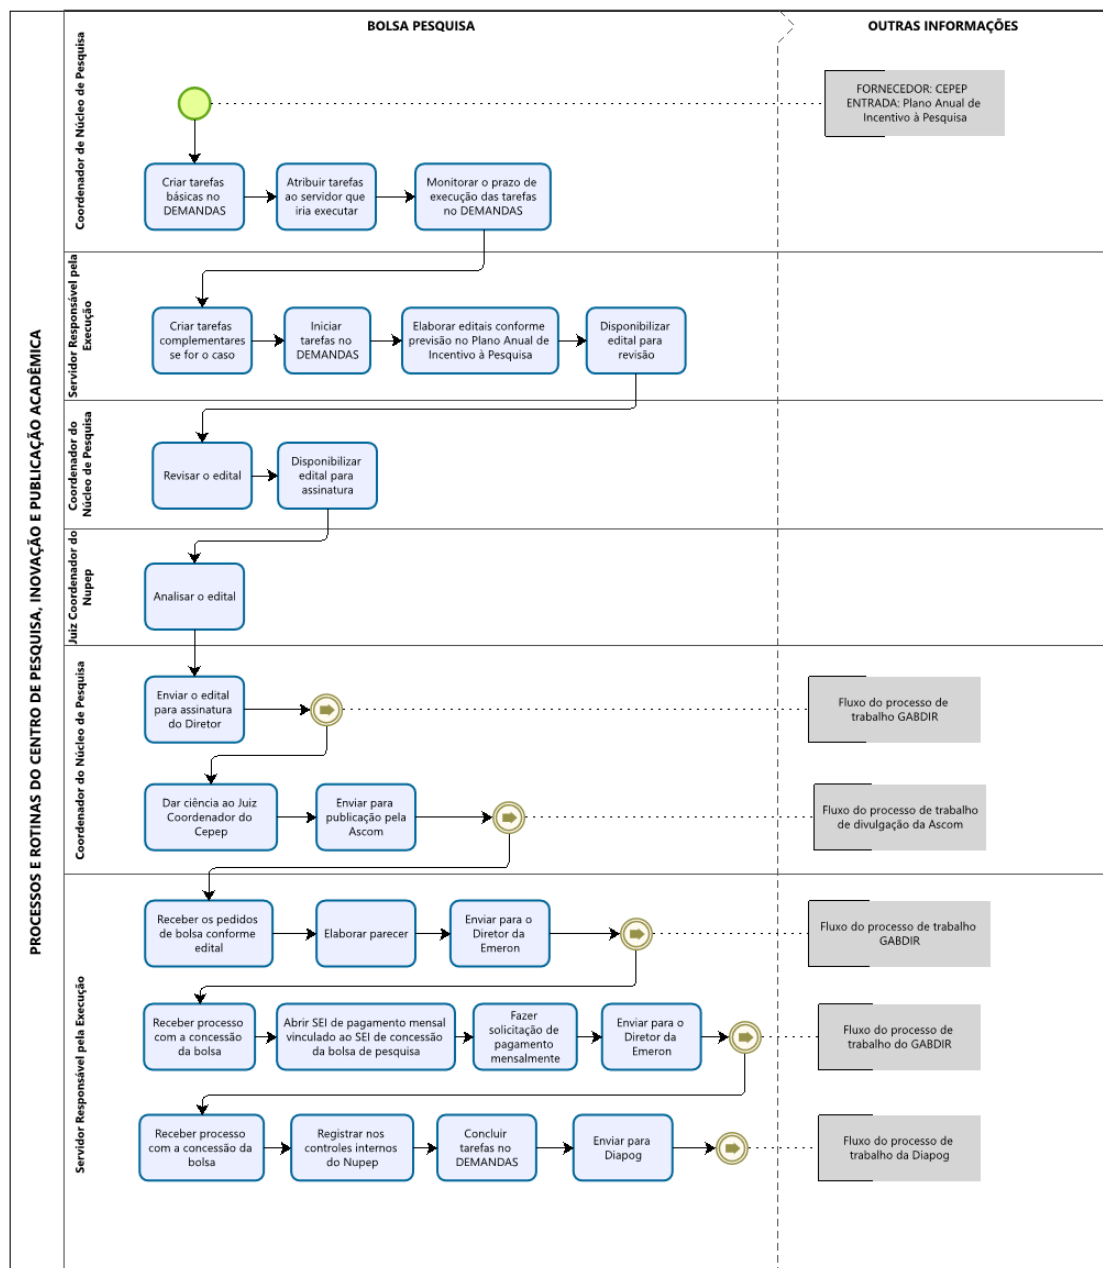 BOLSA PESQUISA
OUTRAS INFORMAÇÕES
PROCESSOS E ROTINAS DO CENTRO DE PESQUISA, INOVAÇÃO E PUBLICAÇÃO ACADÊMICA
Coordenador de Núcleo de Pesquisa
FORNECEDOR: CEPEP
ENTRADA: Plano Anual de
Incentivo à Pesquisa
Criar tarefas
básicas no
DEMANDAS
Atribuir tarefas
ao servidor que
iria executar
Monitorar o prazo de
execução das tarefas
no DEMANDAS
Servidor Responsável pela
Execução
Criar tarefas
complementares
se for o caso
Iniciar
tarefas no
DEMANDAS
Elaborar editais conforme
previsão no Plano Anual de
Incentivo à Pesquisa
Disponibilizar
edital para
revisão
Coordenador do
Núcleo de Pesquisa
Revisar o edital
Disponibilizar
edital para
assinatura
Juiz Coordenador do
Nupep
Analisar o edital
Coordenador do Núcleo de Pesquisa
Enviar o edital
para assinatura
do Diretor
Fluxo do processo de
trabalho GABDIR
Dar ciência ao Juiz
Coordenador do
Cepep
Enviar para
publicação pela
Ascom
Fluxo do processo de trabalho
de divulgação da Ascom
Servidor Responsável pela Execução
Receber os pedidos
de bolsa conforme
edital
Elaborar parecer
Enviar para o
Diretor da
Emeron
Fluxo do processo de trabalho
GABDIR
Receber processo
com a concessão
da bolsa
Abrir SEI de pagamento mensal
vinculado ao SEI de concessão
da bolsa de pesquisa
Fazer
solicitação de
pagamento
mensalmente
Enviar para o
Diretor da
Emeron
Fluxo do processo de
trabalho do GABDIR
Receber processo
com a concessão da
bolsa
Registrar nos
controles internos
do Nupep
Concluir
tarefas no
DEMANDAS
Enviar para
Diapog
Fluxo do processo de
trabalho da Diapog